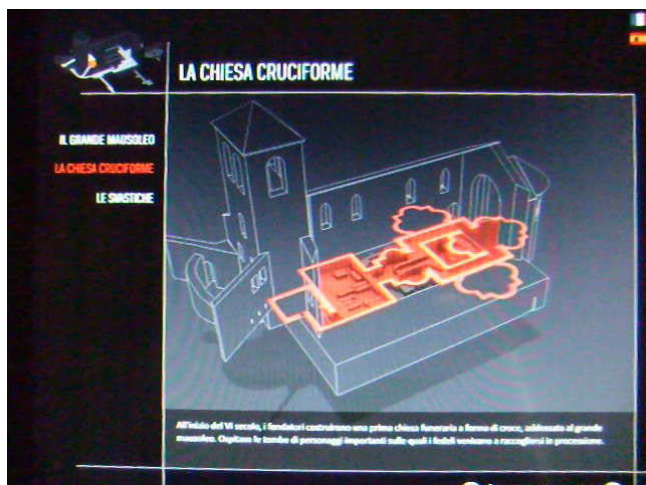 LA CHIESA CRUCIFORME
IL GRANDE MAUSOLEO
LA CHIESA CRUCIFORME
LE SVASTICHE
All'inizio del VI secolo, i fondatori costruirono una prima chiesa funeraria a forma di croce, addossata al grande
mausoleo. Ospitava le tombe di personaggi importanti sulle quali i fedeli venivano a raccogliersi in processione.